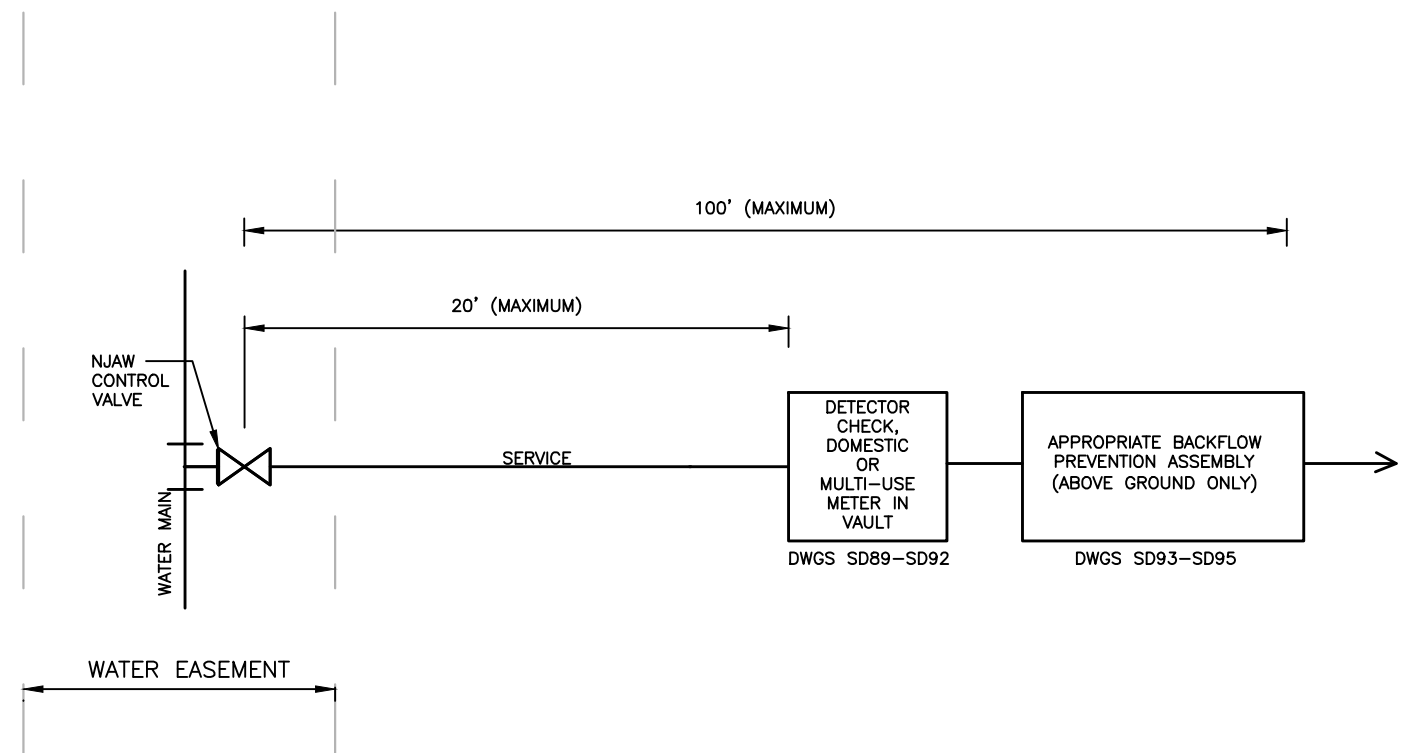 100' (MAXIMUM)
20' (MAXIMUM)
NJAW
CONTROL
VALVE
SERVICE
WATER MAIN
DETECTOR
CHECK,
DOMESTIC
OR
MULTI-USE
METER IN
VAULT
DWGS SD89-SD92
APPROPRIATE BACKFLOW
PREVENTION ASSEMBLY
(ABOVE GROUND ONLY)
DWGS SD93-SD95
WATER EASEMENT